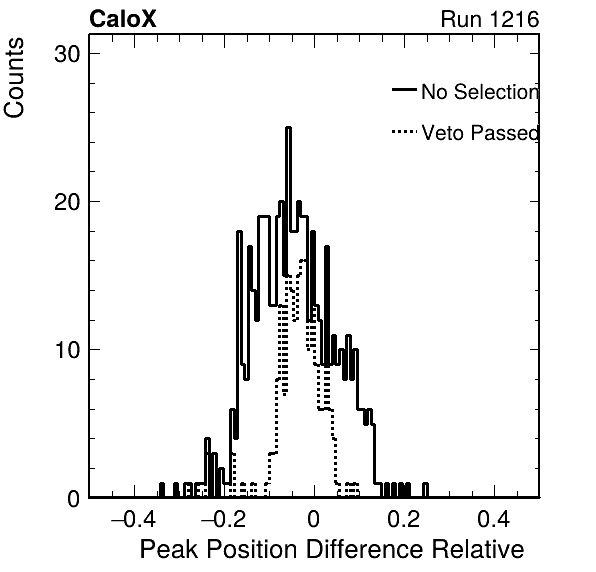 CaloX Run 1216
Counts
30
20
10
0
No Selection
Veto Passed
−0.4 −0.2 0 0.2 0.4
Peak Position Difference Relative